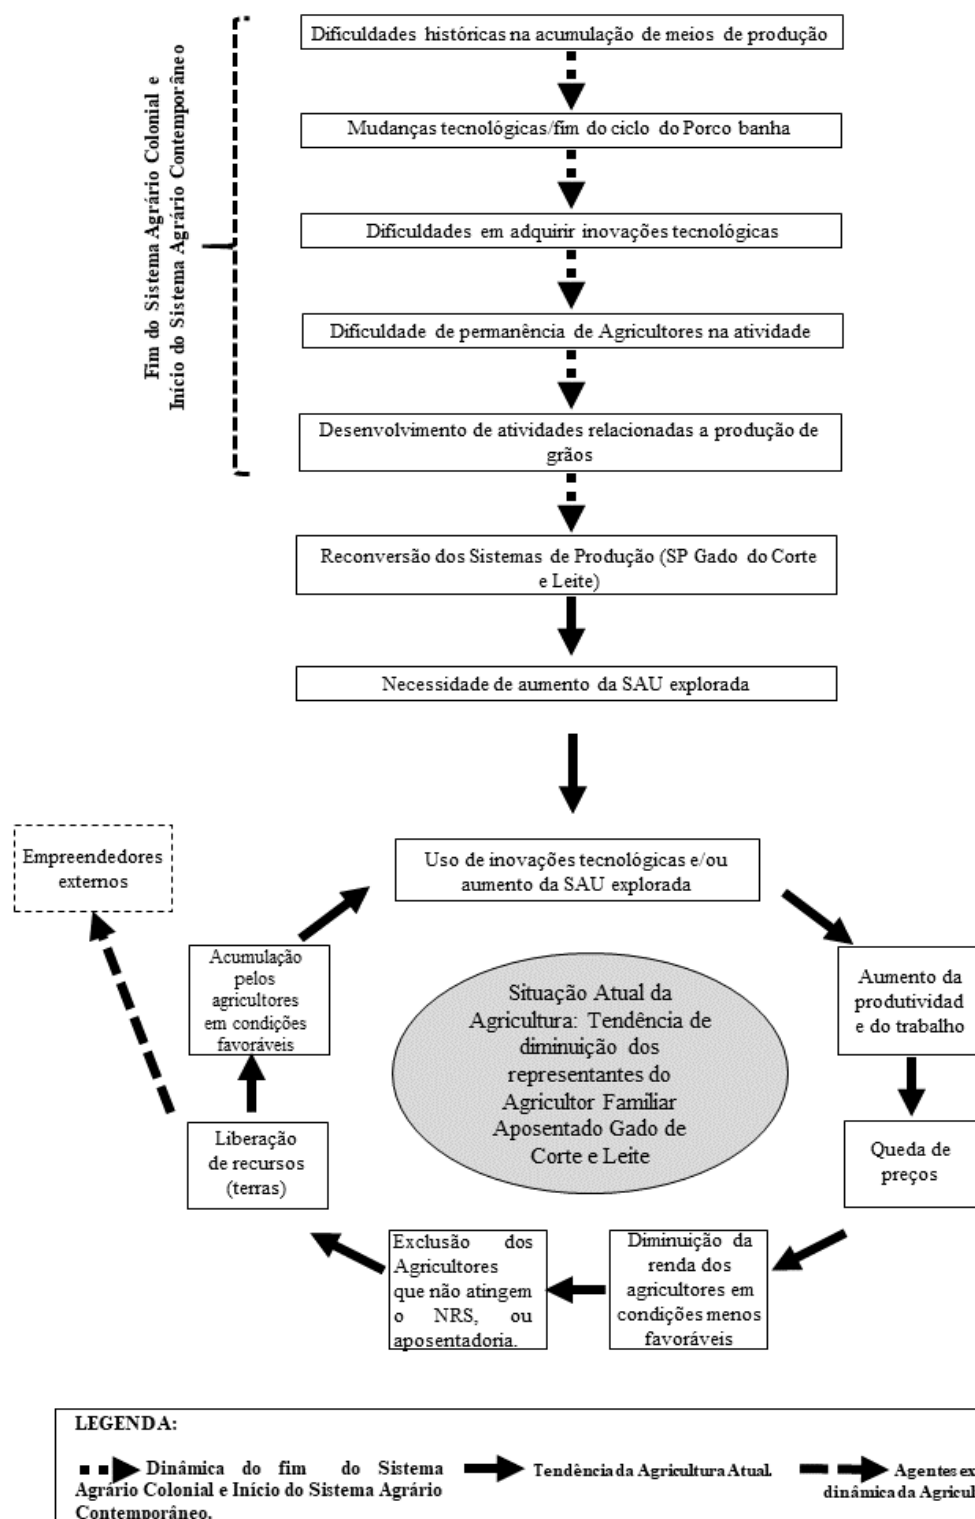 Dificuldades históricas na acumulação de meios de produção
Fim do Sistema Agrário Colonial e
Início do Sistema Agrário Contemporâneo
Mudanças tecnológicas/fim do ciclo do Porco banha
Dificuldades em adquirir inovações tecnológicas
Dificuldade de permanência de Agricultores na atividade
Desenvolvimento de atividades relacionadas a produção de
grãos
Reconversão dos Sistemas de Produção (SP Gado do Corte
e Leite)
Necessidade de aumento da SAU explorada
Uso de inovações tecnológicas e/ou
aumento da SAU explorada
Empreendedores
externos
Acumulação
pelos
agricultores
em condições
favoráveis
Situação Atual da
Agricultura: Tendência de
diminuição dos
representantes do
Agricultor Familiar
Aposentado Gado de
Corte e Leite
Aumento da
produtividad
e do trabalho
Liberação
de recursos
(terras)
Queda de
preços
Exclusão dos
Agricultores
que não atingem
o NRS, ou
aposentadoria.
Diminuição da
renda dos
agricultores em
condições menos
favoráveis
LEGENDA:
Dinâmica do fim do Sistema
Agrário Colonial e Início do Sistema Agrário
Contemporâneo.
Tendência da Agricultura Atual.
Agentes
dinâmica da